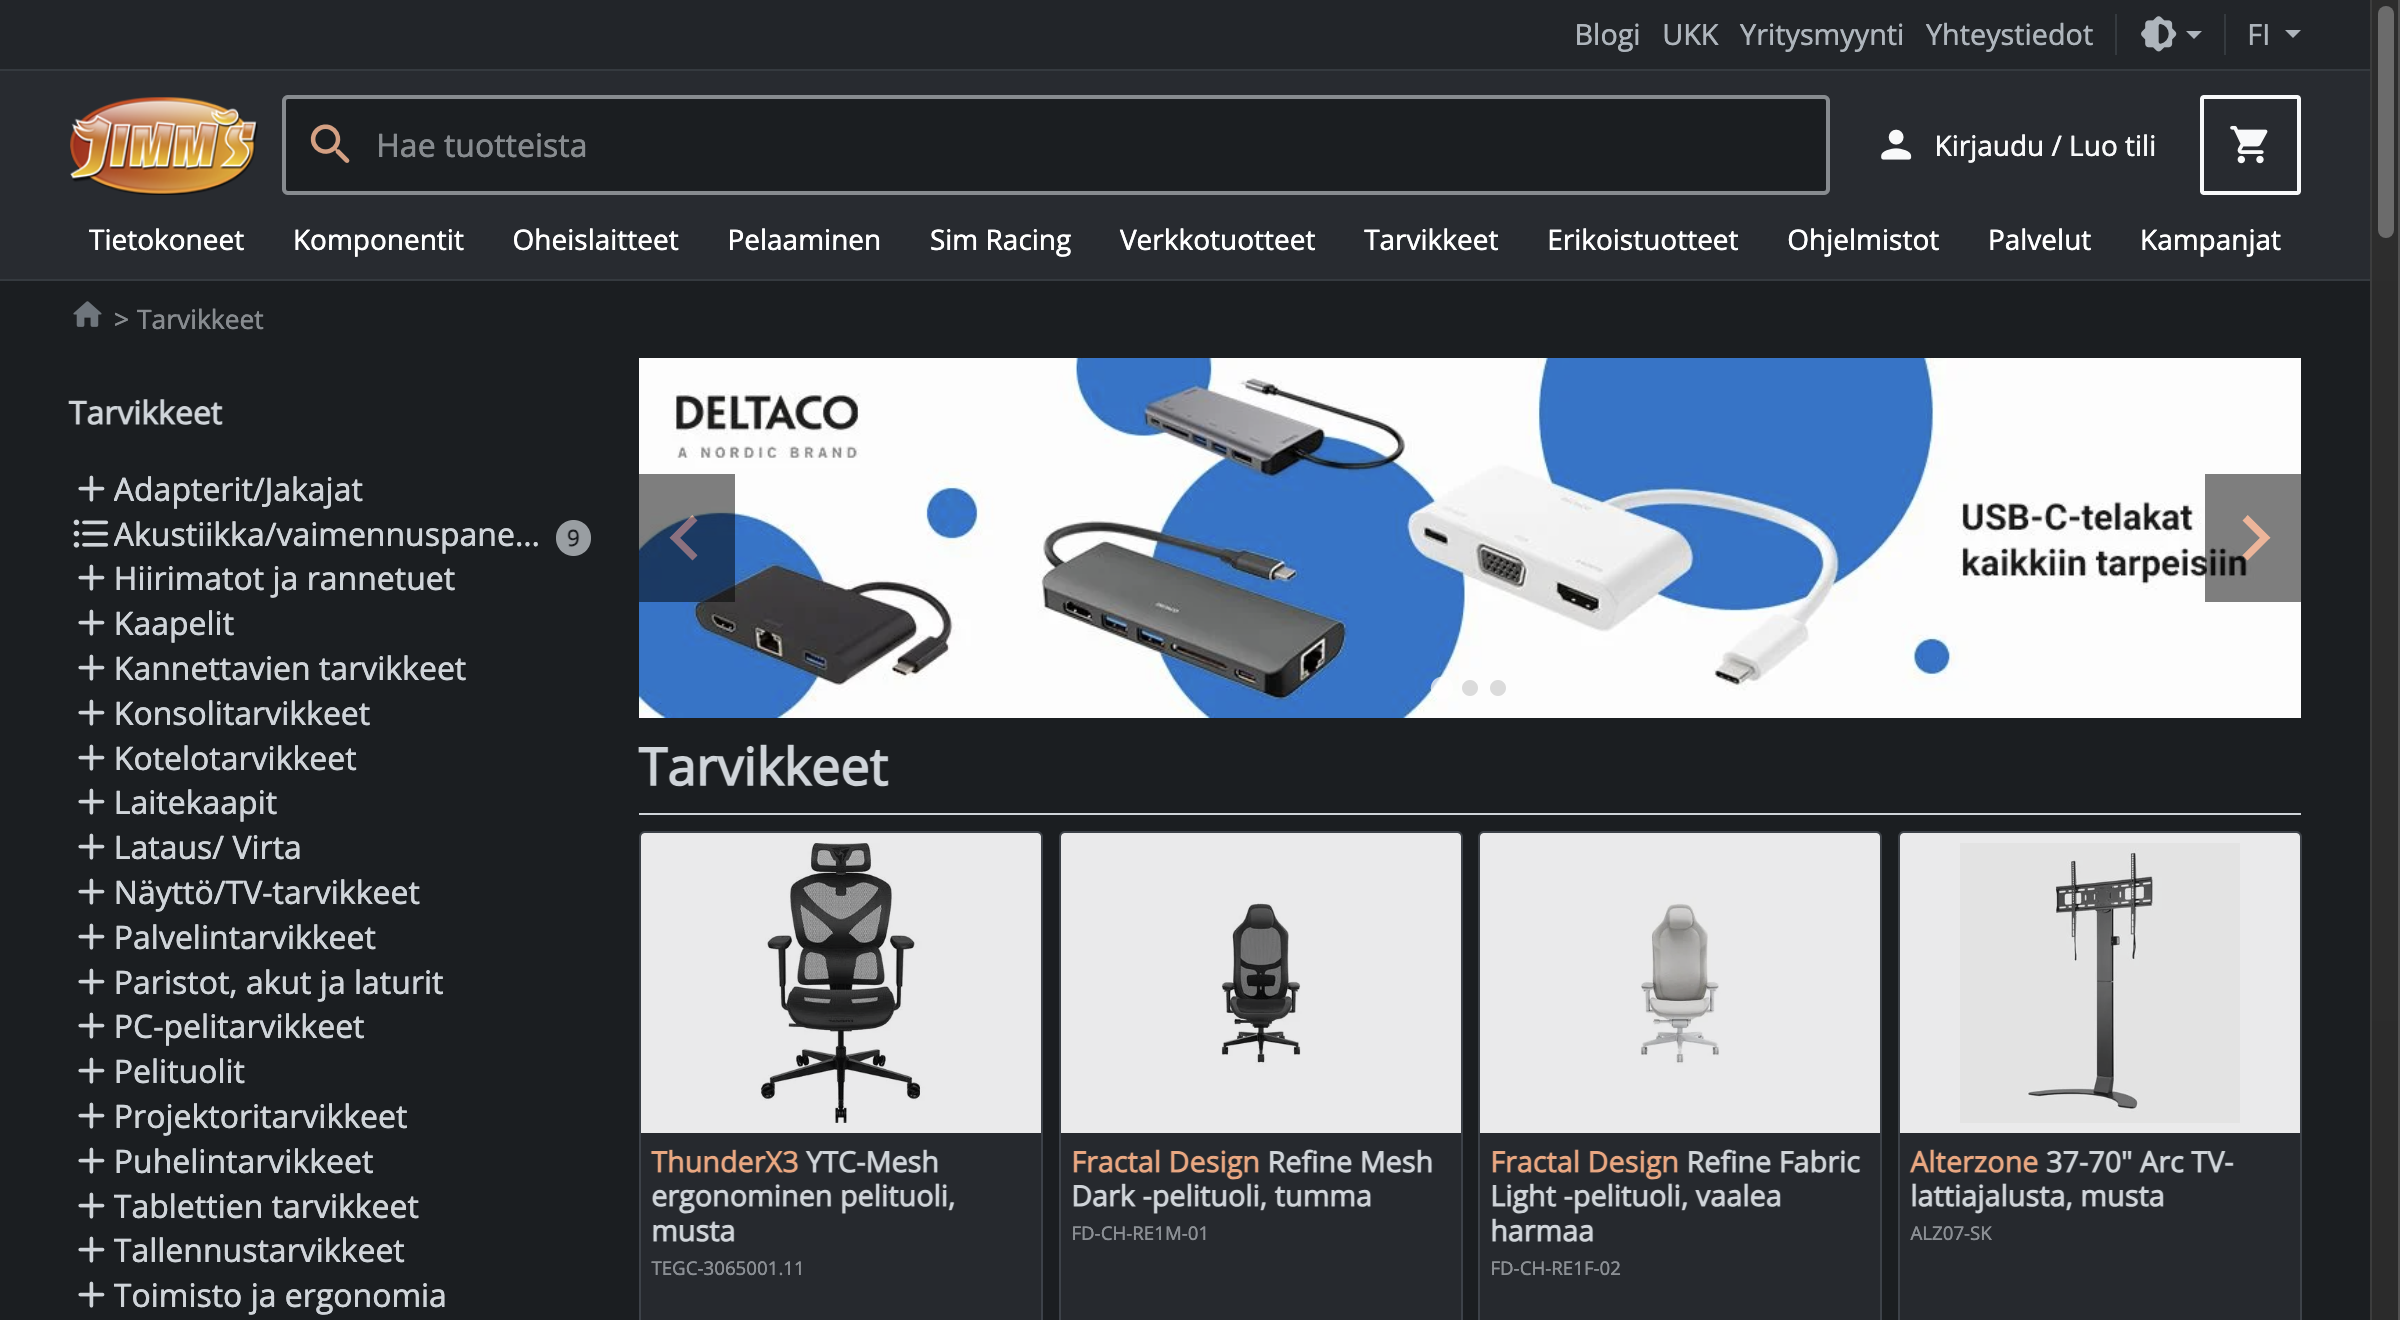 Blogi UKK Yritysmyynti Yhteystiedot FI
JIMM'S
Hae tuotteista
Kirjaudu / Luo tili
Tietokoneet Komponentit Oheislaitteet Pelaaminen Sim Racing Verkkotuotteet Tarvikkeet Erikoistuotteet Ohjelmistot Palvelut Kampanjat
> Tarvikkeet
Tarvikkeet
Adapterit/Jakajat
Akustiikka/vaimennuspane... 9
Hiirimatot ja rannetuet
Kaapelit
Kannettavien tarvikkeet
Konsolitarvikkeet
Kotelotarvikkeet
Laitekaapit
Lataus/ Virta
Näyttö/TV-tarvikkeet
Palvelintarvikkeet
Paristot, akut ja laturit
PC-pelitarvikkeet
Pelituolit
Projektoritarvikkeet
Puhelintarvikkeet
Tablettien tarvikkeet
Tallennustarvikkeet
Toimisto ja ergonomia
DELTACO
A NORDIC BRAND
USB-C-telakat
kaikkiin tarpeisiin
Tarvikkeet
ThunderX3 YTC-Mesh
ergonominen pelituoli,
musta
TEGC-3065001.11
Fractal Design Refine Mesh
Dark -pelituoli, tumma
FD-CH-RE1M-01
Fractal Design Refine Fabric
Light -pelituoli, vaalea
harmaa
FD-CH-RE1F-02
Alterzone 37-70" Arc TV-
lattiajalusta, musta
ALZ07-SK